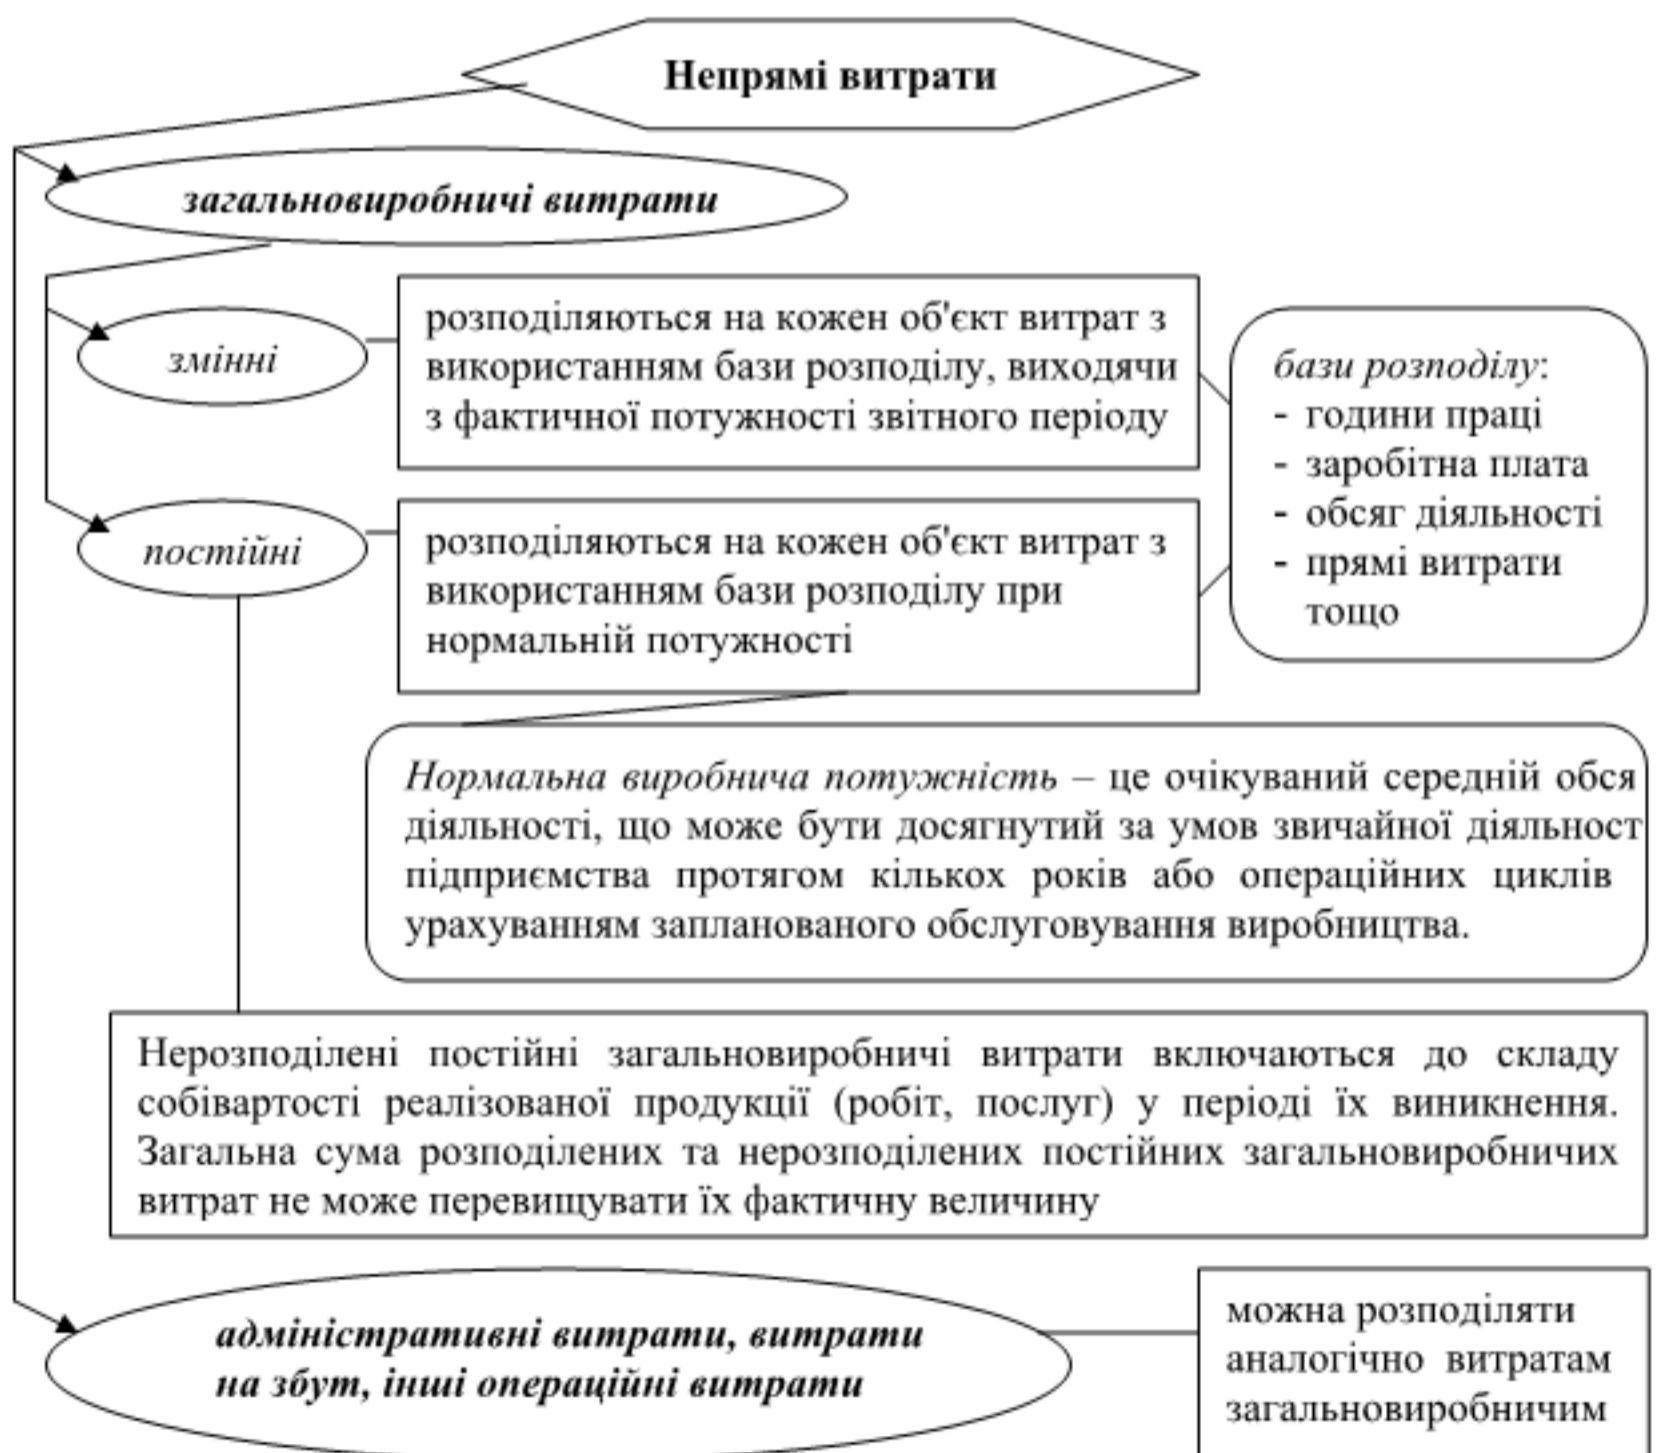 Непрямі витрати
загальновиробничі витрати
змінні
розподіляються на кожен об'єкт витрат з
використанням бази розподілу, виходячи
з фактичної потужності звітного періоду
бази розподілу:
- години праці
- заробітна плата
- обсяг діяльності
- прямі витрати
тощо
постійні
розподіляються на кожен об'єкт витрат з
використанням бази розподілу при
нормальній потужності
Нормальна виробнича потужність – це очікуваний середній обся
діяльності, що може бути досягнутий за умов звичайної діяльност
підприємства протягом кількох років або операційних циклів
урахуванням запланованого обслуговування виробництва.
Нерозподілені постійні загальновиробничі витрати включаються до складу
собівартості реалізованої продукції (робіт, послуг) у періоді їх виникнення.
Загальна сума розподілених та нерозподілених постійних загальновиробничих
витрат не може перевищувати їх фактичну величину
адміністративні витрати, витрати
на збут, інші операційні витрати
можна розподіляти
аналогічно витратам
загальновиробничим